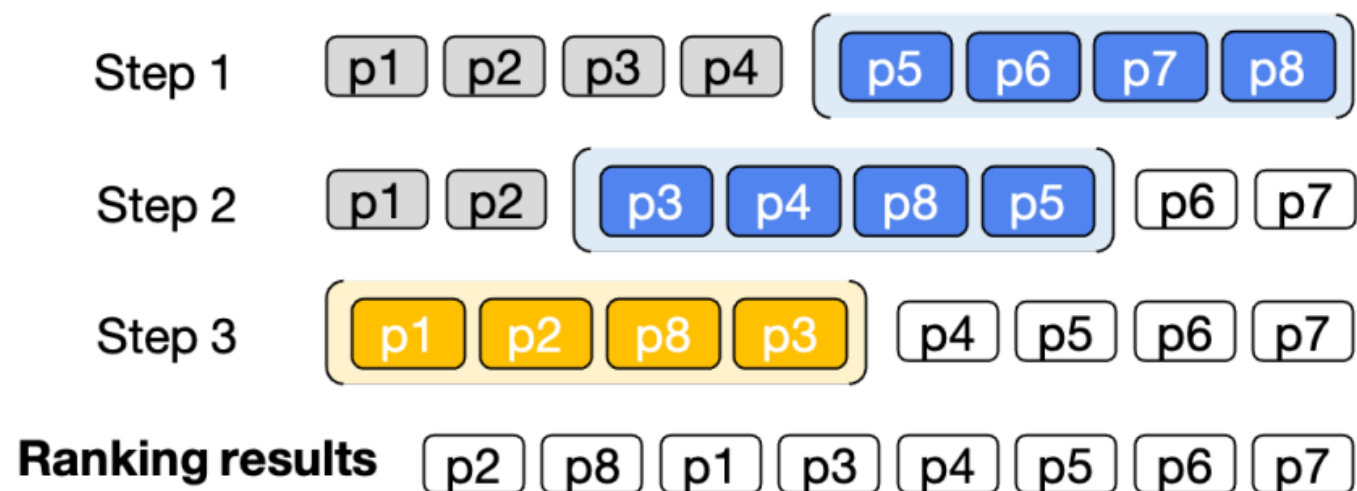 Step 1 p1 p2 p3 p4 p5 p6 p7 p8
Step 2 p1 p2 p3 p4 p8 p5 p6 p7
Step 3 p1 p2 p8 p3 p4 p5 p6 p7
Ranking results p2 p8 p1 p3 p4 p5 p6 p7